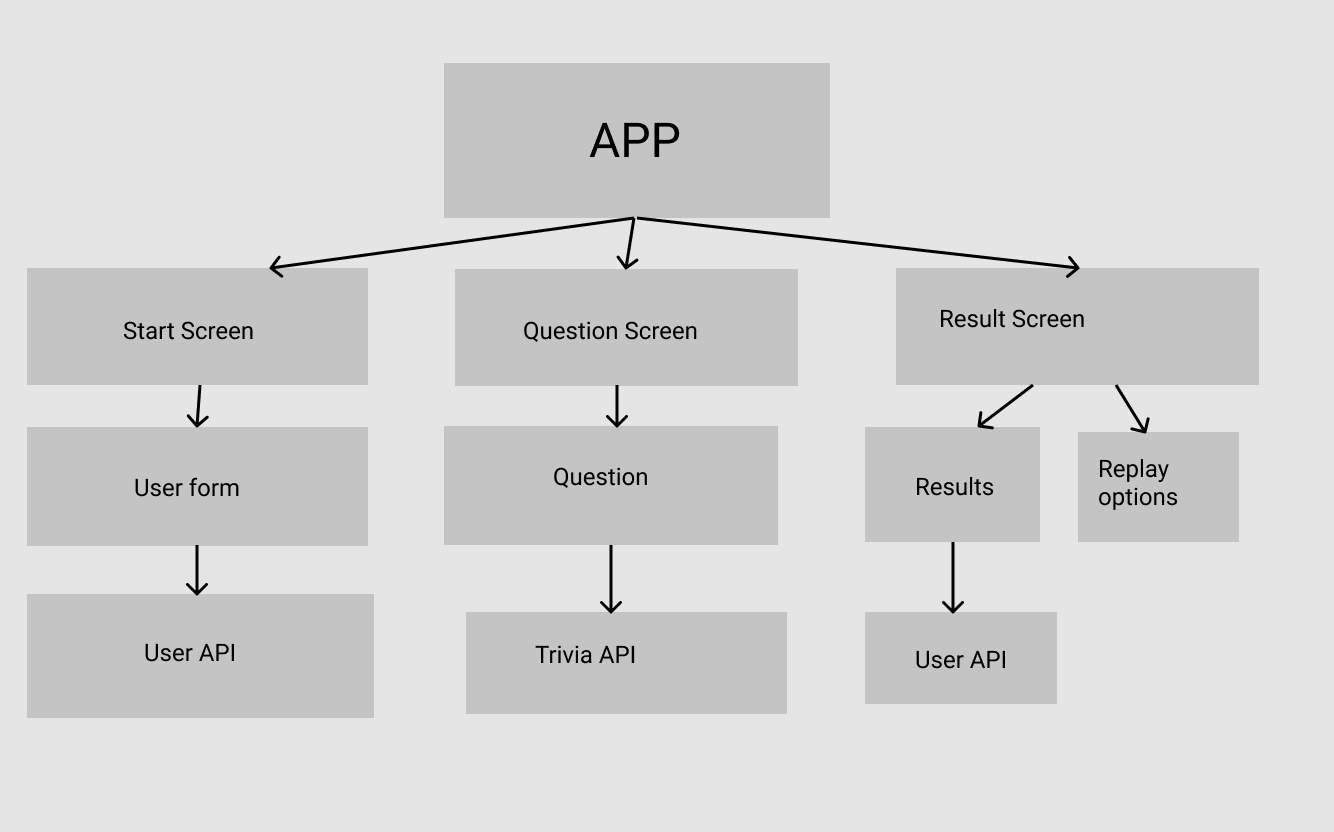 APP
Start Screen
Question Screen
Result Screen
User form
Question
Results
Replay
options
User API
Trivia API
User API